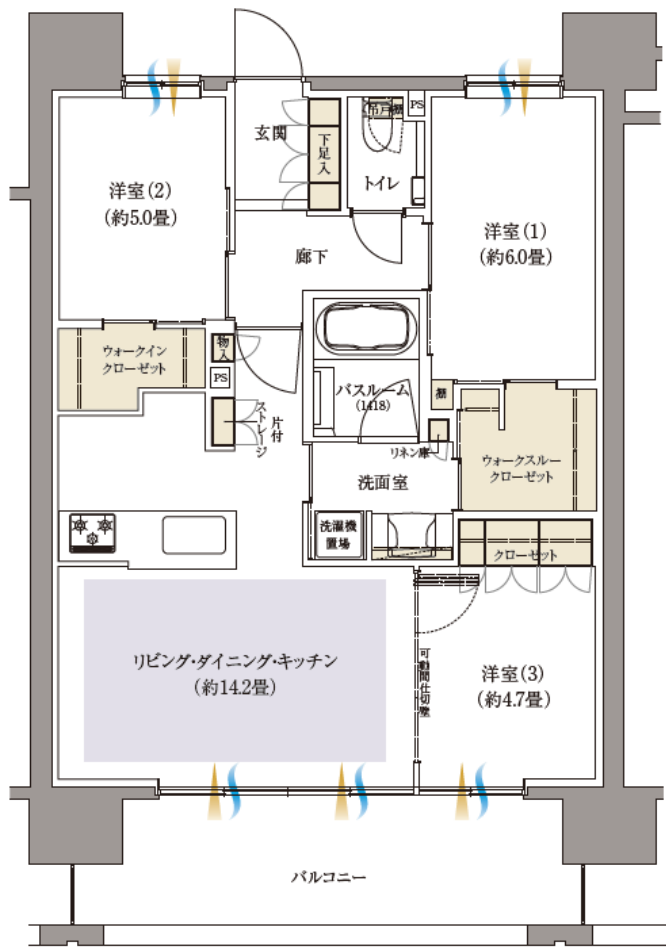 玄関
下足入
吊戸棚
PS
トイレ
洋室(2)
(約5.0畳)
洋室(1)
(約6.0畳)
廊下
ウォークイン
クローゼット
物入
PS
片付
ストレージ
バスルーム
(1418)
棚
リネン庫
ウォークスルー
クローゼット
洗面室
洗濯機
置場
クローゼット
リビング・ダイニング・キッチン
(約14.2畳)
可動間仕切壁
洋室(3)
(約4.7畳)
バルコニー